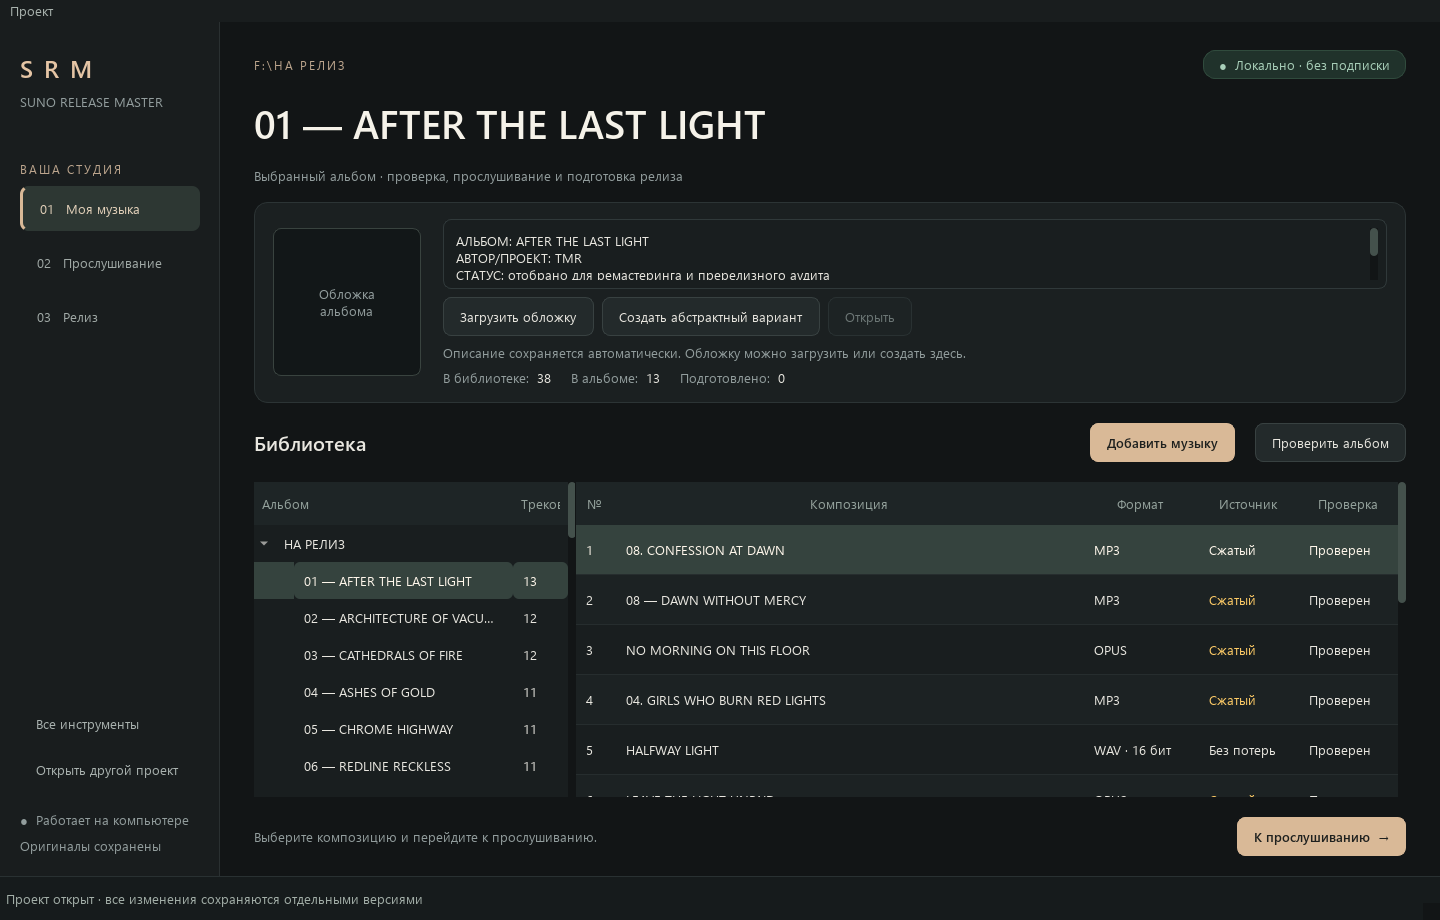 Проект
S R M
SUNO RELEASE MASTER
ВАША СТУДИЯ
01 Моя музыка
02 Прослушивание
03 Релиз
Все инструменты
Открыть другой проект
● Работает на компьютере
Оригиналы сохранены
F:\НА РЕЛИЗ
● Локально · без подписки
01 — AFTER THE LAST LIGHT
Выбранный альбом · проверка, прослушивание и подготовка релиза
Обложка
альбома
АЛЬБОМ: AFTER THE LAST LIGHT
АВТОР/ПРОЕКТ: TMR
СТАТУС: отобрано для ремастеринга и пререлизного аудита
Загрузить обложку
Создать абстрактный вариант
Открыть
Описание сохраняется автоматически. Обложку можно загрузить или создать здесь.
В библиотеке: 38 В альбоме: 13 Подготовлено: 0
Библиотека
Добавить музыку
Проверить альбом
Альбом Треков
НА РЕЛИЗ
01 — AFTER THE LAST LIGHT 13
02 — ARCHITECTURE OF VACU... 12
03 — CATHEDRALS OF FIRE 12
04 — ASHES OF GOLD 11
05 — CHROME HIGHWAY 11
06 — REDLINE RECKLESS 11
№ Композиция Формат Источник Проверка
1 08. CONFESSION AT DAWN MP3 Сжатый Проверен
2 08 — DAWN WITHOUT MERCY MP3 Сжатый Проверен
3 NO MORNING ON THIS FLOOR OPUS Сжатый Проверен
4 04. GIRLS WHO BURN RED LIGHTS MP3 Сжатый Проверен
5 HALFWAY LIGHT WAV · 16 бит Без потерь Проверен
Выберите композицию и перейдите к прослушиванию.
К прослушиванию →
Проект открыт · все изменения сохраняются отдельными версиями